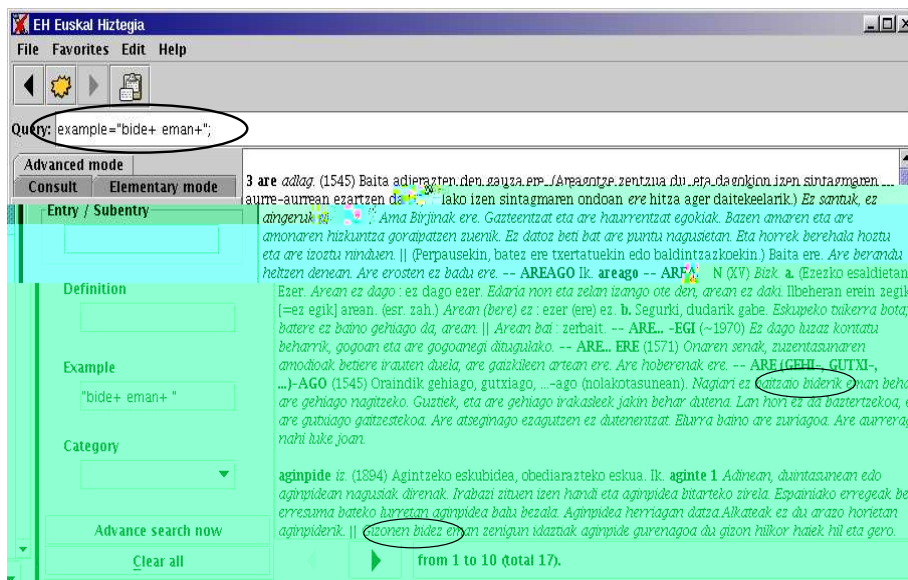 EH Euskal Hiztegia
File Favorites Edit Help
Query: example="bide+ eman+";
Advanced mode
Consult Elementary mode
Entry / Subentry
Definition
Example
"bide+ eman+ "
Category
Advance search now
Clear all
3 are adlag. (1545) Baita adierazten den gauza ere. (Areagotze zentzua du, eta dagokion izen sintagmaren
aurre-aurrean ezartzen da lako izen sintagmaren ondoan ere hitza ager daitekeelarik.) Ez santuk, ez
aingeruk Ama Birjinak ere. Gazteentzat eta are haurrentzat egokiak. Bazen amaren eta are
amonaren hizkuntza goraipatzen zuenik. Ez datoz beti bat are puntu nagusietan. Eta horrek berehala hoztu
eta are izoztu ninduen. || (Perpausekin, batez ere txertatuekin edo baldintzazkoekin.) Baita ere. Are berandu
heltzen denean. Are erosten ez badu ere. -- AREAGO Ik. areago -- N (XV) Bizk. a. (Ezezko esaldietan
Ezer. Arean ez dago : ez dago ezer. Edaria non eta zelan izango ote den, arean ez daki. Ilbeheran erein zegik
[=ez egik] arean. (esr. zah.) Arean (bere) ez : ezer (ere) ez. b. Segurki, dudarik gabe. Eskupeko txikerra bota,
batere ez baino gehiago da, arean. || Arean bai : zerbait. -- ARE... -EGI (~1970) Ez dago luzaz kontatu
beharrik, gogoan eta are gogoanegi ditugulako. -- ARE... ERE (1571) Onaren senak, zuzentasunaren
amodioak betiere irauten duela, are gaizkileen artean ere. Are hoberenak ere. -- ARE (GEHI-, GUTXI-,
...)-AGO (1545) Oraindik gehiago, gutxiago, ...-ago (nolakotasunean). Nagiari ez baitzaio biderik eman beha
are gehiago nagitzeko. Guztiek, eta are gehiago irakasleek jakin behar dutena. Lan hori ez da baztertzekoa,
are gutxiago gaitzestekoa. Are atseginago ezagutzen ez dutenentzat. Elurra baino are zuriagoa. Are aurrerag
nahi luke joan.
aginpide iz. (1894) Agintzeko eskubidea, obediarazteko eskua. Ik. aginte 1 Adinean, duintasunean edo
aginpidean nagusiak direnak. Irabazi zituen izen handi eta aginpidea bitarteko zirela. Espainiako erregeak be
erresuma bateko lurretan aginpidea balu bezala. Aginpidea herriagan datza. Alkateak ez du arazo horietan
aginpiderik. || Gizonen bidez eman zenigun idaztiak aginpide gurenagoa du gizon hilkor haiek hil eta gero.
from 1 to 10 (total 17).